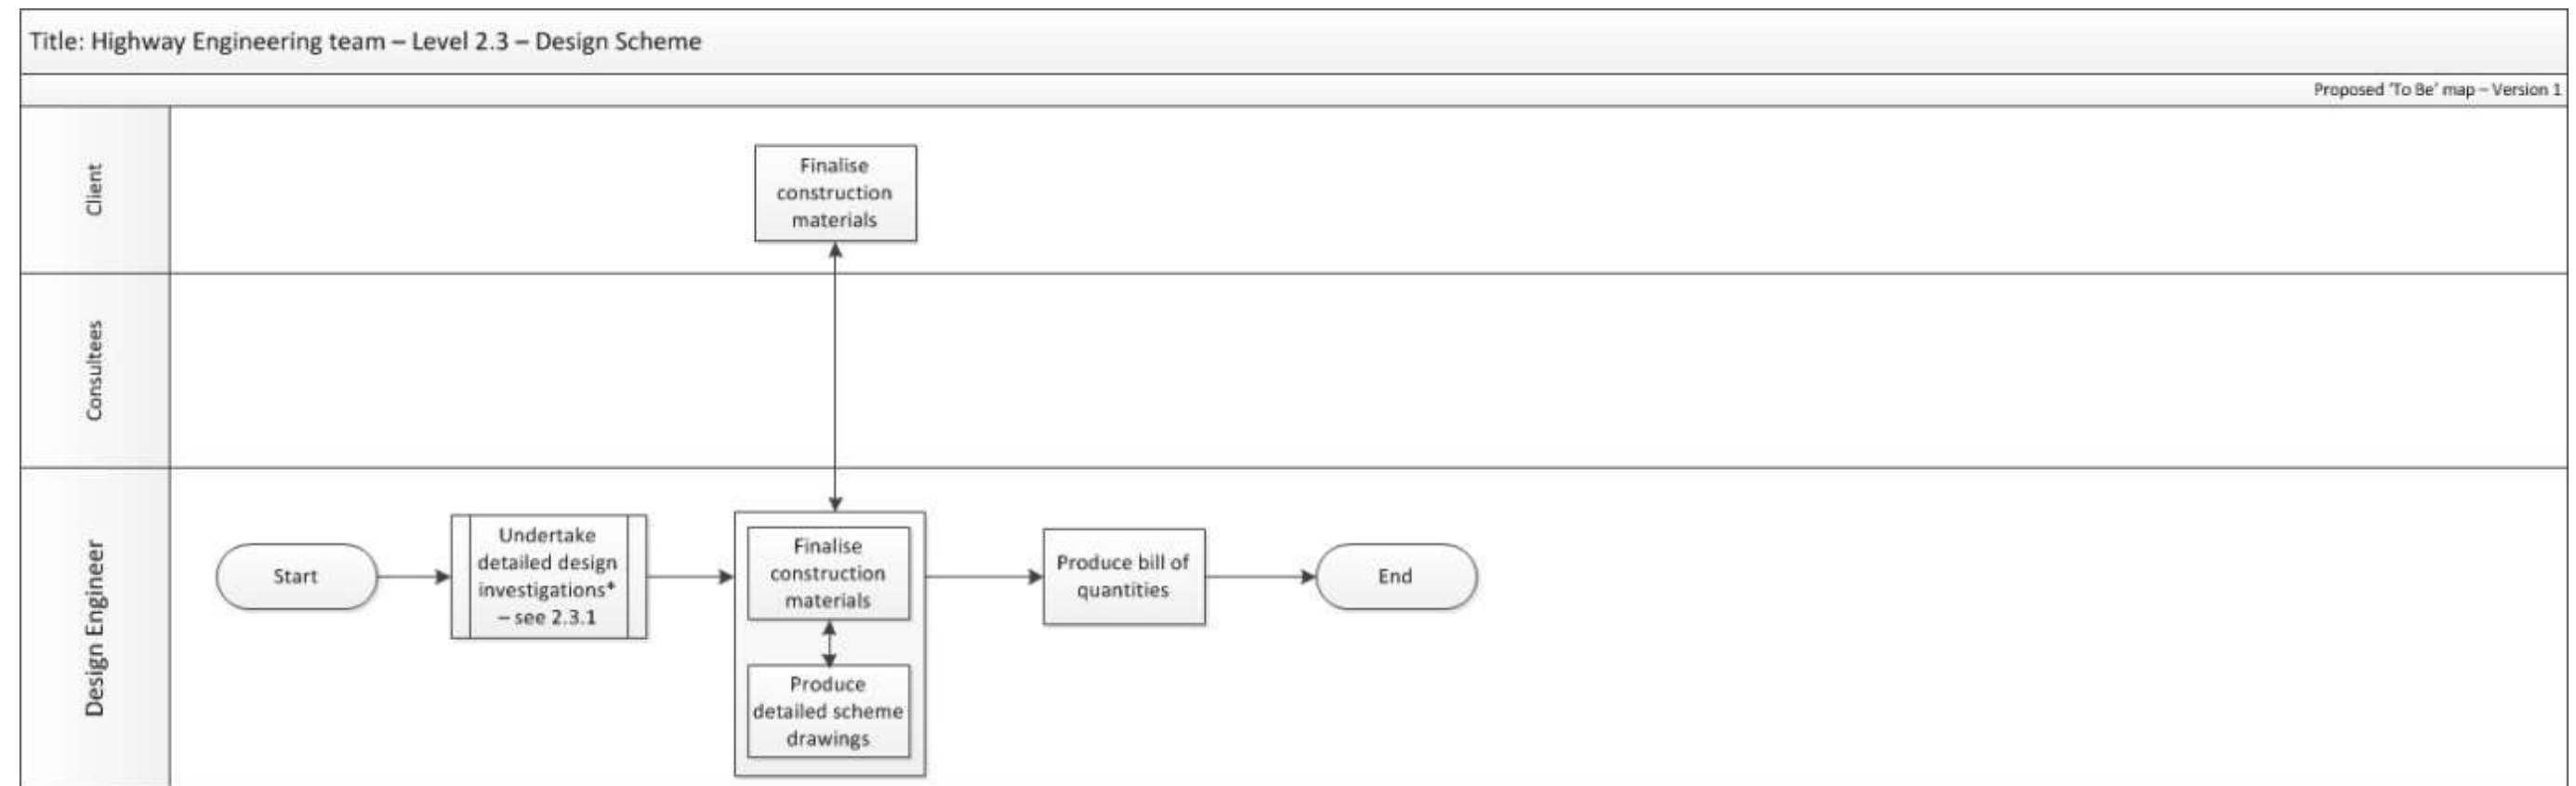 Title: Highway Engineering team – Level 2.3 – Design Scheme
Proposed 'To Be' map – Version 1
Client
Finalise
construction
materials
Consultees
Design Engineer
Start
Undertake
detailed design
investigations*
– see 2.3.1
Finalise
construction
materials
Produce
detailed scheme
drawings
Produce bill of
quantities
End